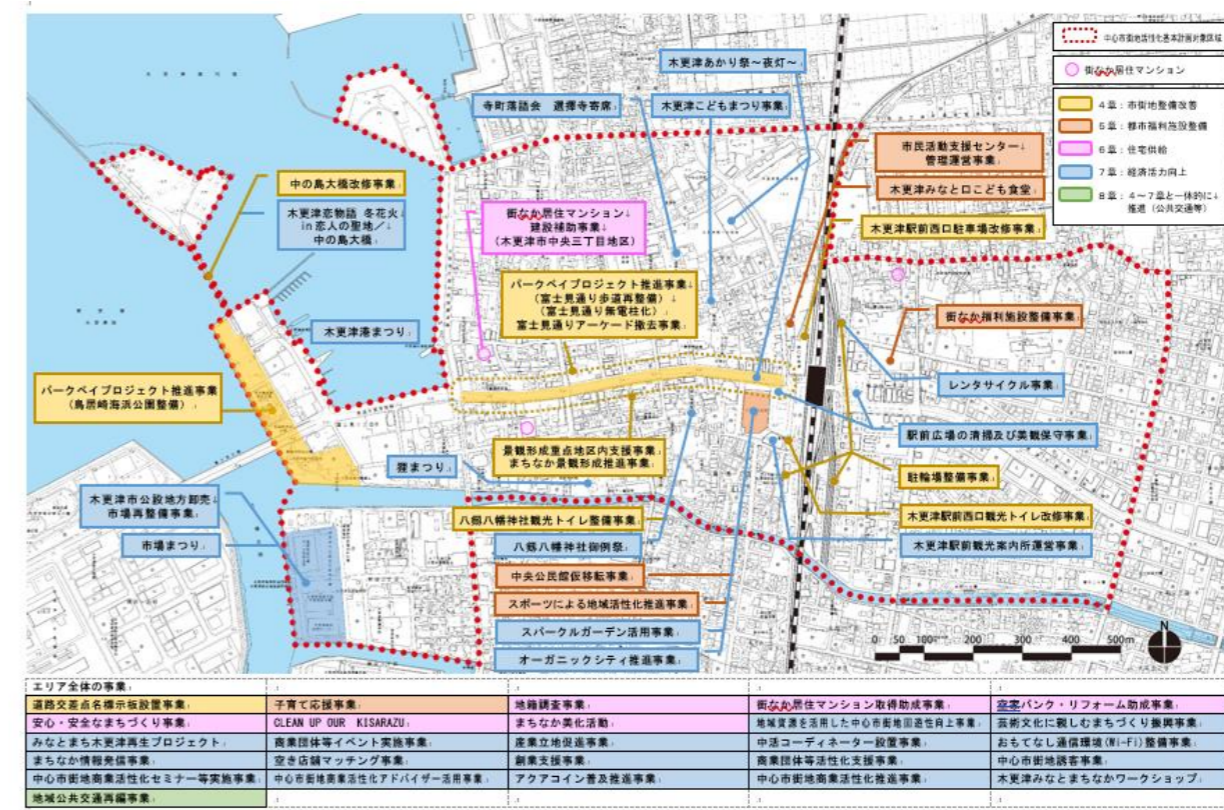 中心市街地活性化基本計画対象区域
街なか居住マンション
4章：市街地整備改善
5章：都市福利施設整備
6章：住宅供給
7章：経済活力向上
8章：4～7章と一体的に↓
推進（公共交通等）
木更津あかり祭～夜灯～
寺町落語会　選擇寺寄席
木更津こどもまつり事業
市民活動支援センター↓
管理運営事業
木更津みなと口こども食堂
木更津駅前西口駐車場改修事業
中の島大橋改修事業
木更津恋物語 冬花火↓
in 恋人の聖地／↓
中の島大橋
街なか居住マンション↓
建設補助事業↓
（木更津市中央三丁目地区）
パークベイプロジェクト推進事業↓
（富士見通り歩道再整備）↓
（富士見通り無電柱化）↓
富士見通りアーケード撤去事業
木更津港まつり
街なか福利施設整備事業
パークベイプロジェクト推進事業
（鳥居崎海浜公園整備）
レンタサイクル事業
駅前広場の清掃及び美観保守事業
景観形成重点地区内支援事業
まちなか景観形成推進事業
狸まつり
駐輪場整備事業
木更津市公設地方卸売↓
市場再整備事業
市場まつり
八剱八幡神社観光トイレ整備事業
木更津駅前西口観光トイレ改修事業
八剱八幡神社御例祭
木更津駅前観光案内所運営事業
中央公民館仮移転事業
スポーツによる地域活性化推進事業
スパークルガーデン活用事業
オーガニックシティ推進事業
0 50 100 200 300 400 500m
N
エリア全体の事業
道路交差点名標示板設置事業 子育て応援事業 地籍調査事業 街なか居住マンション取得助成事業 空家バンク・リフォーム助成事業
安心・安全なまちづくり事業 CLEAN UP OUR KISARAZU まちなか美化活動 地域資源を活用した中心市街地回遊性向上事業 芸術文化に親しむまちづくり振興事業
みなとまち木更津再生プロジェクト 商業団体等イベント実施事業 産業立地促進事業 中活コーディネーター設置事業 おもてなし通信環境(Wi-Fi)整備事業
まちなか情報発信事業 空き店舗マッチング事業 創業支援事業 商業団体等活性化支援事業 中心市街地誘客事業
中心市街地商業活性化セミナー等実施事業 中心市街地商業活性化アドバイザー活用事業 アクアコイン普及推進事業 中心市街地商業活性化推進事業 木更津みなとまちなかワークショップ
地域公共交通再編事業